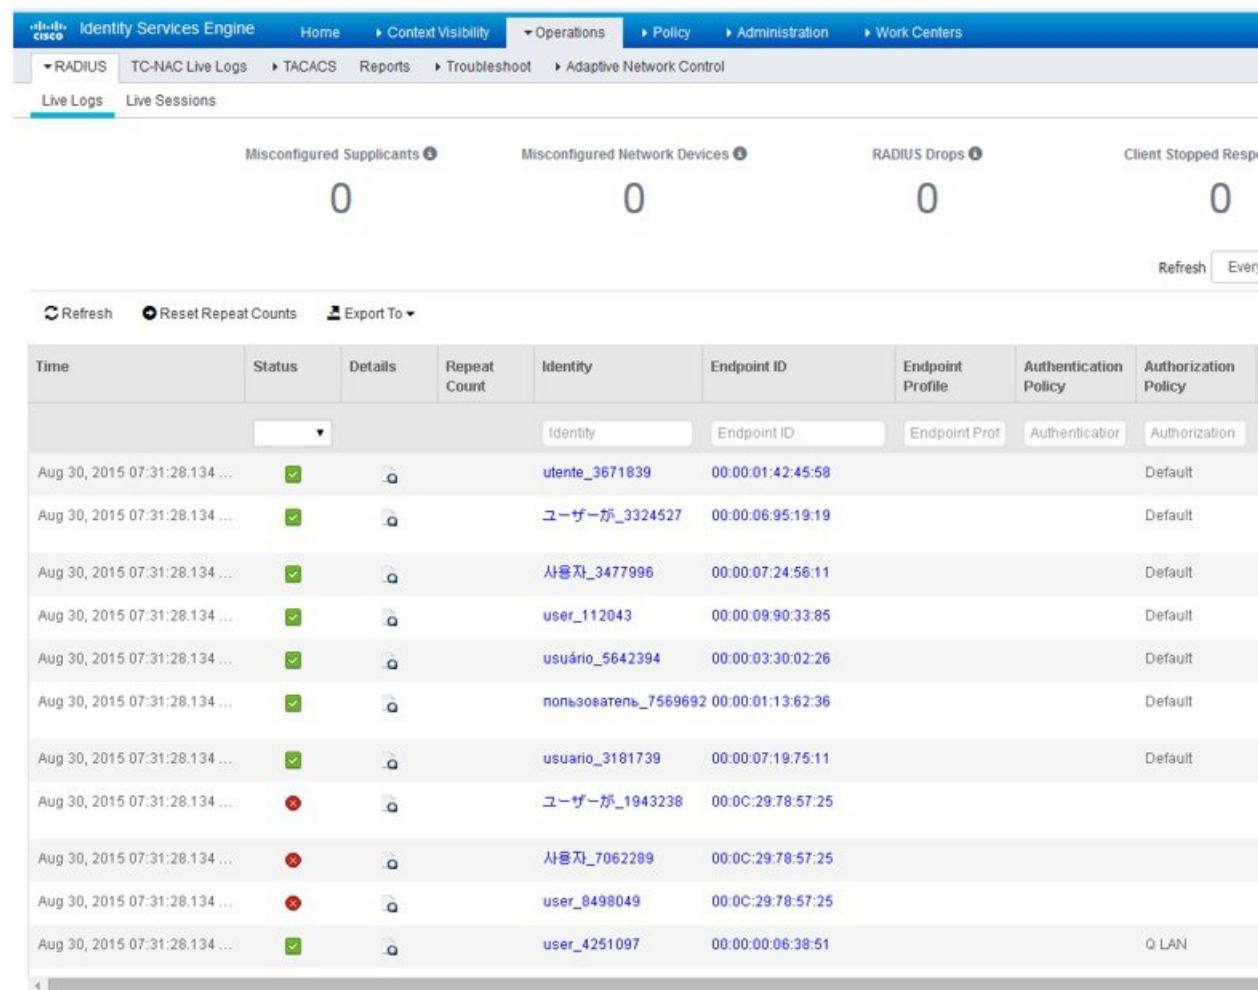 cisco Identity Services Engine Home Context Visibility Operations Policy Administration Work Centers
RADIUS TC-NAC Live Logs TACACS Reports Troubleshoot Adaptive Network Control
Live Logs Live Sessions
Misconfigured Supplicants Misconfigured Network Devices RADIUS Drops Client Stopped Resp
0 0 0 0
Refresh Every
Refresh Reset Repeat Counts Export To
Time Status Details Repeat Count Identity Endpoint ID Endpoint Profile Authentication Policy Authorization Policy
Identity Endpoint ID Endpoint Prof Authentication Authorization
Aug 30, 2015 07:31:28.134 ... utente_3671839 00:00:01:42:45:58 Default
Aug 30, 2015 07:31:28.134 ... ユーザーが_3324527 00:00:06:95:19:19 Default
Aug 30, 2015 07:31:28.134 ... 사용자_3477996 00:00:07:24:56:11 Default
Aug 30, 2015 07:31:28.134 ... user_112043 00:00:09:90:33:85 Default
Aug 30, 2015 07:31:28.134 ... usuário_5642394 00:00:03:30:02:26 Default
Aug 30, 2015 07:31:28.134 ... пользователь_7569692 00:00:01:13:62:36 Default
Aug 30, 2015 07:31:28.134 ... usuario_3181739 00:00:07:19:75:11 Default
Aug 30, 2015 07:31:28.134 ... ユーザーが_1943238 00:0C:29:78:57:25
Aug 30, 2015 07:31:28.134 ... 사용자_7062289 00:0C:29:78:57:25
Aug 30, 2015 07:31:28.134 ... user_8498049 00:0C:29:78:57:25
Aug 30, 2015 07:31:28.134 ... user_4251097 00:00:00:06:38:51 Q LAN